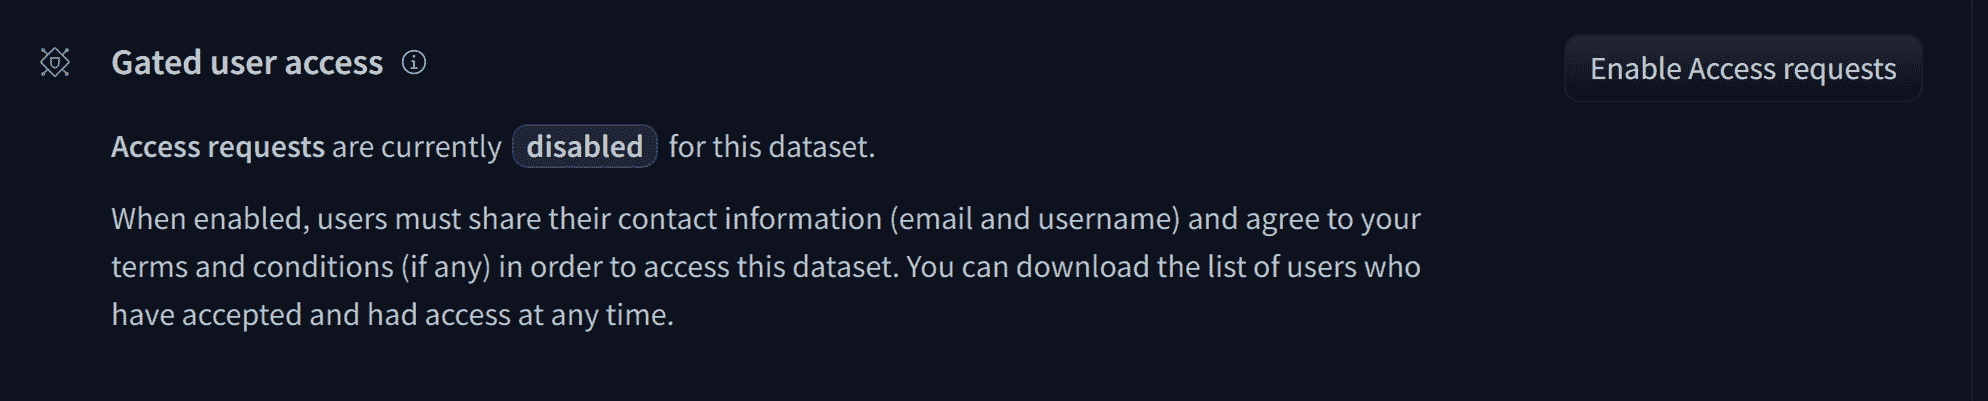 Gated user access
Enable Access requests
Access requests are currently disabled for this dataset.
When enabled, users must share their contact information (email and username) and agree to your
terms and conditions (if any) in order to access this dataset. You can download the list of users who
have accepted and had access at any time.